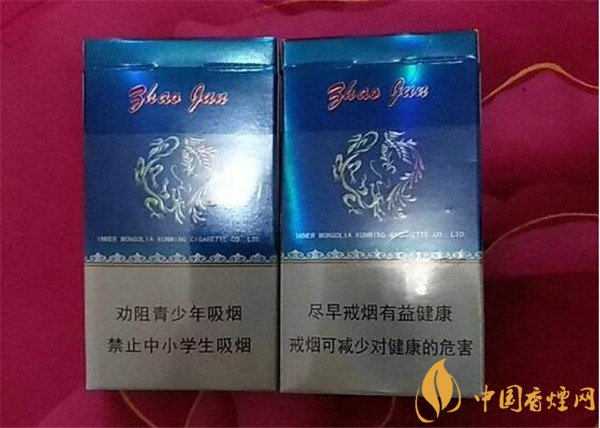 Zhao Jun
INNER MONGOLIA KUNMING CIGARETTE CO.,LTD
劝阻青少年吸烟
禁止中小学生吸烟
Zhao Jun
INNER MONGOLIA KUNMING CIGARETTE CO.,LTD
尽早戒烟有益健康
戒烟可减少对健康的危害
中国香煙网